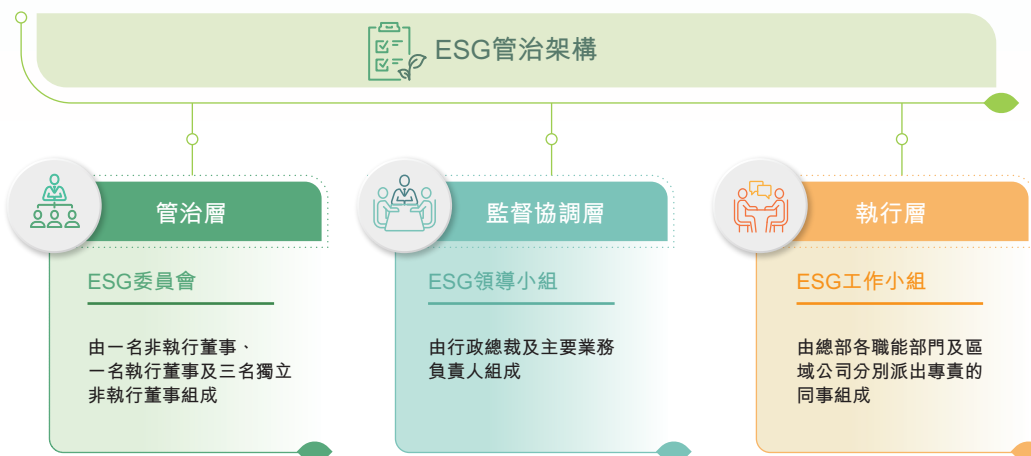 ESG管治架構
管治層
ESG委員會
由一名非執行董事、
一名執行董事及三名獨立
非執行董事組成
監督協調層
ESG領導小組
由行政總裁及主要業務
負責人組成
執行層
ESG工作小組
由總部各職能部門及區
域公司分別派出專責的
同事組成